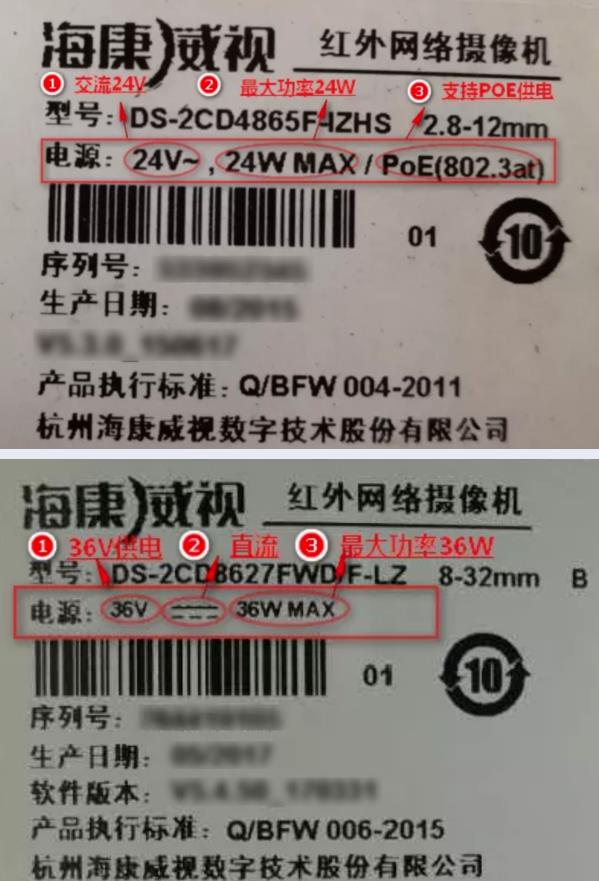 海康威视 红外网络摄像机
1 交流24V 2 最大功率24W 3 支持POE供电
型号: DS-2CD4865F-IZHS 2.8-12mm
电源: 24V~ , 24W MAX / PoE(802.3at)
01 10
序列号:
生产日期:
产品执行标准: Q/BFW 004-2011
杭州海康威视数字技术股份有限公司
海康威视 红外网络摄像机
1 36V供电 2 直流 3 最大功率36W
型号: DS-2CD8627FWD/F-LZ 8-32mm B
电源: 36V ⎓ 36W MAX
01 10
序列号:
生产日期:
软件版本:
产品执行标准: Q/BFW 006-2015
杭州海康威视数字技术股份有限公司